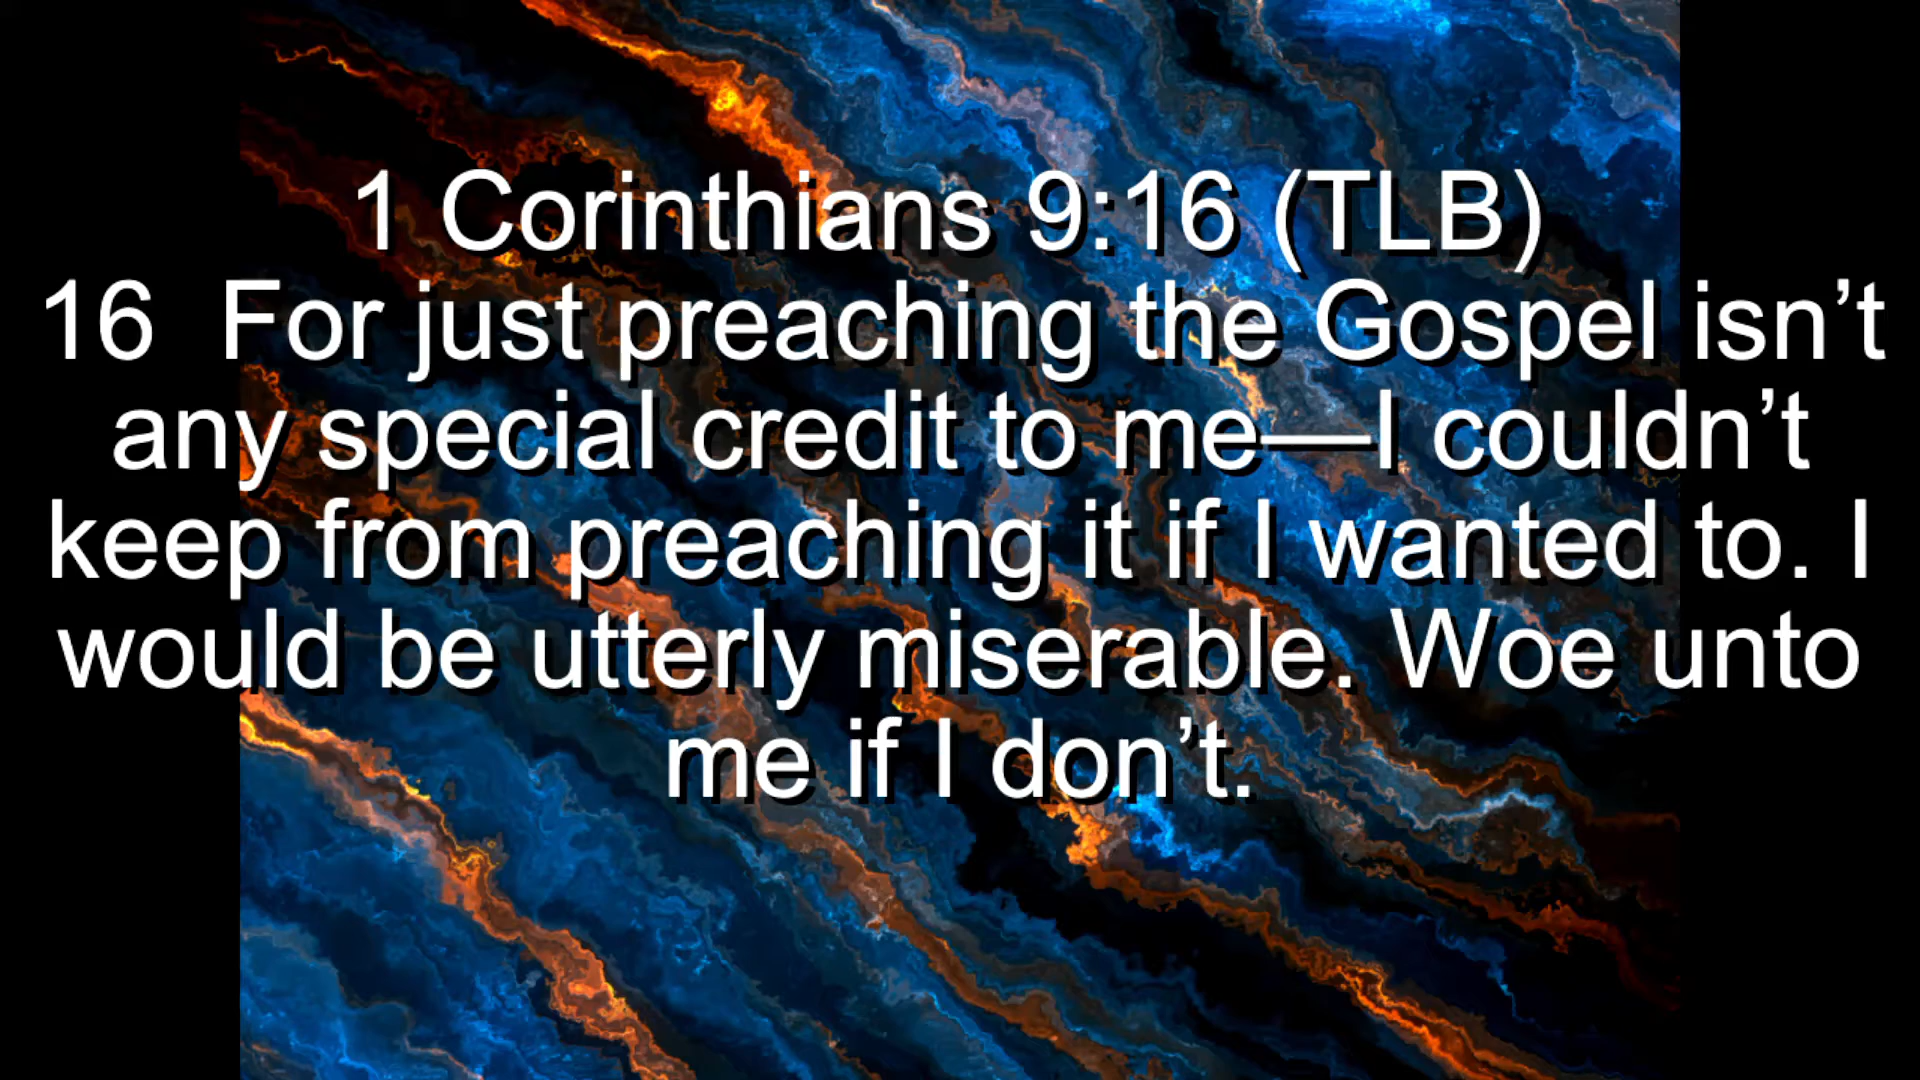 1 Corinthians 9:16 (TLB)
16  For just preaching the Gospel isn’t
any special credit to me—I couldn’t
keep from preaching it if I wanted to. I
would be utterly miserable. Woe unto
me if I don’t.